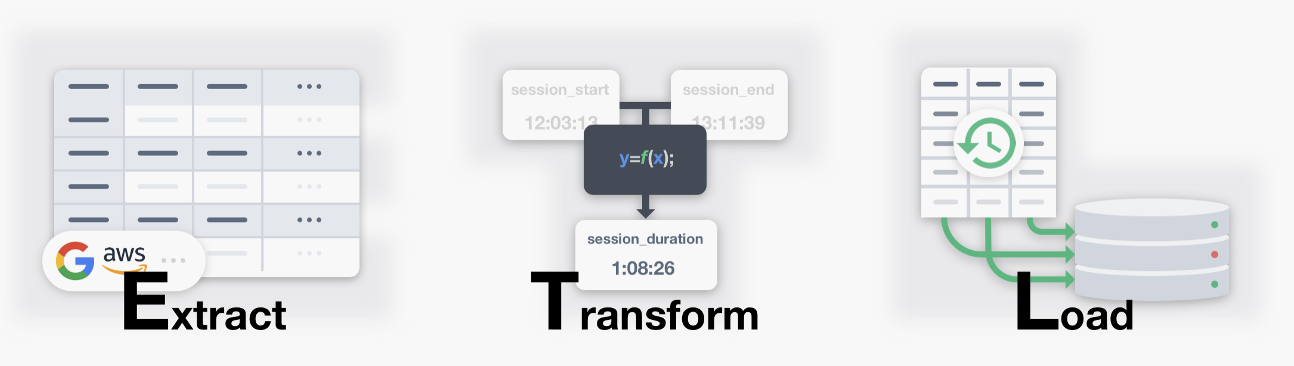 aws
Extract
session_start
12:03:13
session_end
13:11:39
y=f(x);
session_duration
1:08:26
Transform
Load